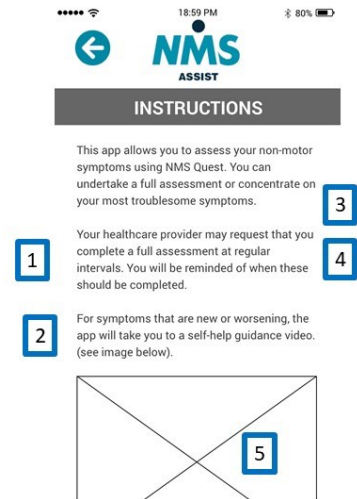 18:59 PM
80%
NMS
ASSIST
INSTRUCTIONS
This app allows you to assess your non-motor
symptoms using NMS Quest. You can
undertake a full assessment or concentrate on
your most troublesome symptoms.
3
Your healthcare provider may request that you
complete a full assessment at regular
intervals. You will be reminded of when these
should be completed.
1
4
For symptoms that are new or worsening, the
app will take you to a self-help guidance video.
(see image below).
2
5